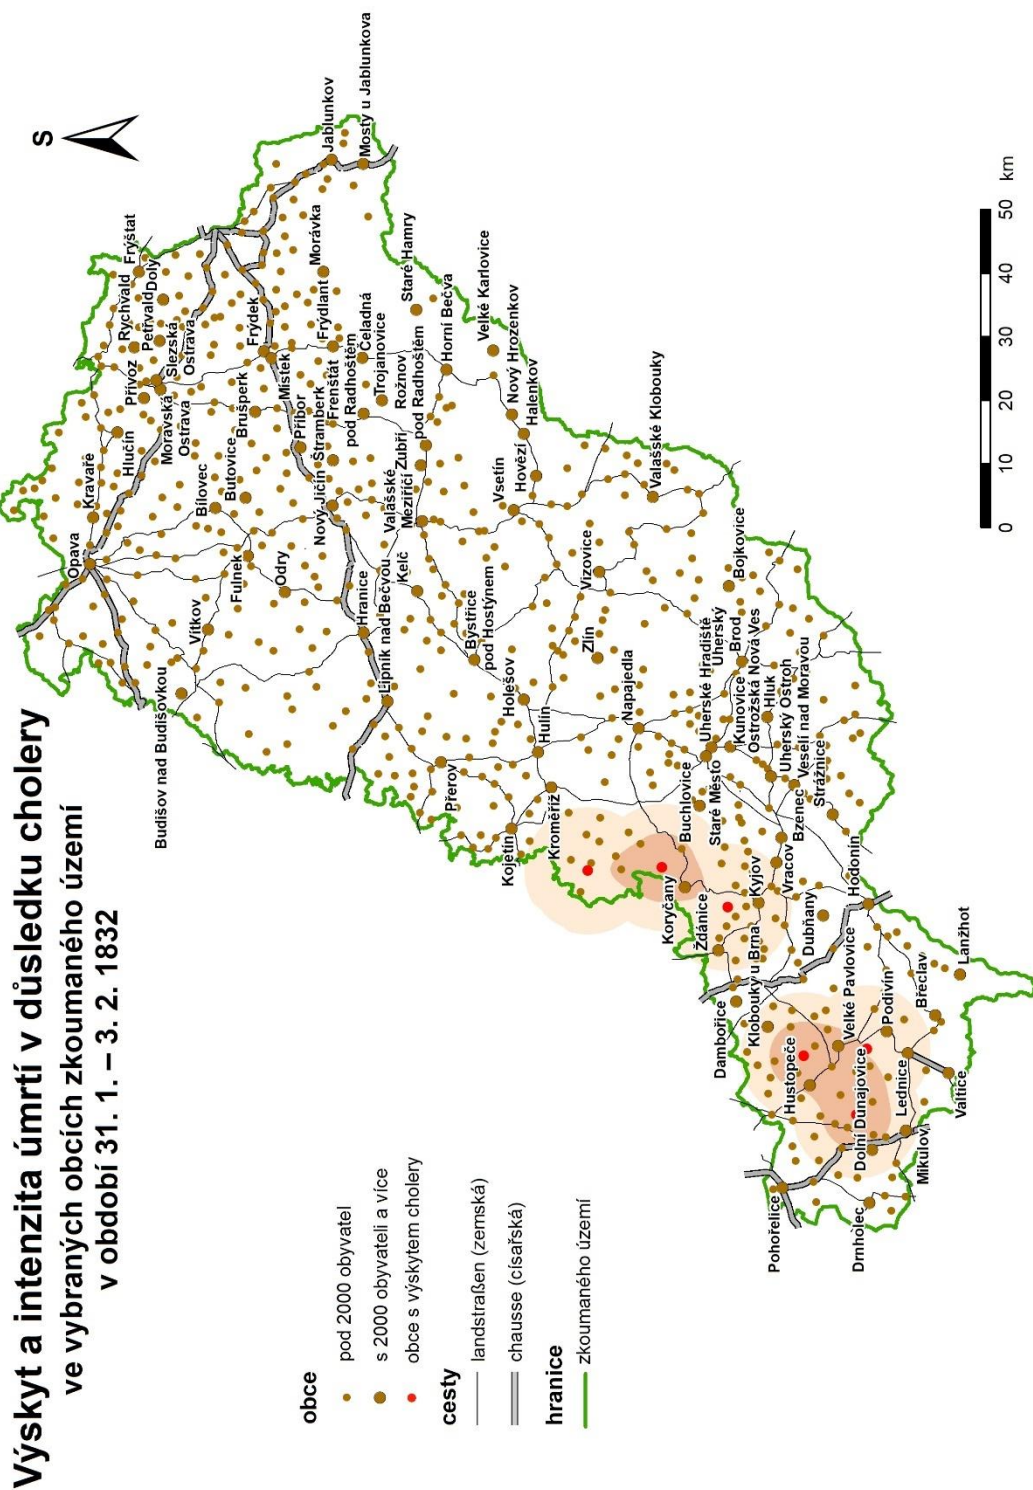 Výskyt a intenzita úmrtí v důsledku cholery
ve vybraných obcích zkoumaného území
v období 31. 1. – 3. 2. 1832
obce
pod 2000 obyvatel
s 2000 obyvateli a více
obce s výskytem cholery
cesty
landstraßen (zemská)
chausse (císařská)
hranice
zkoumaného území
S
Opava
Kravaře
Hlučín
Přívoz
Rychvald
Petřvald
Doly
Fryštat
Moravská
Ostrava
Slezská
Ostrava
Budišov nad Budišovkou
Vítkov
Bílovec
Butovice
Fulnek
Odry
Brušperk
Frýdek
Místek
Příbor
Štramberk
Nový Jičín
Frenštát
pod Radhoštěm
Frýdlant
Morávka
Čeladná
Trojanovice
Jablunkov
Mosty u Jablunkova
Staré Hamry
Hranice
Lipník nad Bečvou
Kelč
Valašské
Meziříčí
Zubří
Rožnov
pod Radhoštěm
Horní Bečva
Velké Karlovice
Nový Hrozenkov
Halenkov
Hovězí
Vsetín
Bystřice
pod Hostýnem
Přerov
Kojetín
Kroměříž
Holešov
Hulín
Zlín
Vizovice
Valašské Klobouky
Napajedla
Bojkovice
Uherské Hradiště
Uherský
Brod
Kunovice
Ostrožská Nová Ves
Hluk
Uherský Ostroh
Veselí nad Moravou
Strážnice
Buchlovice
Staré Město
Bzenec
Vracov
Kyjov
Koryčany
Ždánice
Dubňany
Hodonín
Dambořice
Klobouky u Brna
Hustopeče
Velké Pavlovice
Podivín
Břeclav
Lanžhot
Dolní Dunajovice
Lednice
Valtice
Mikulov
Pohořelice
Drnholec
0 10 20 30 40 50
km